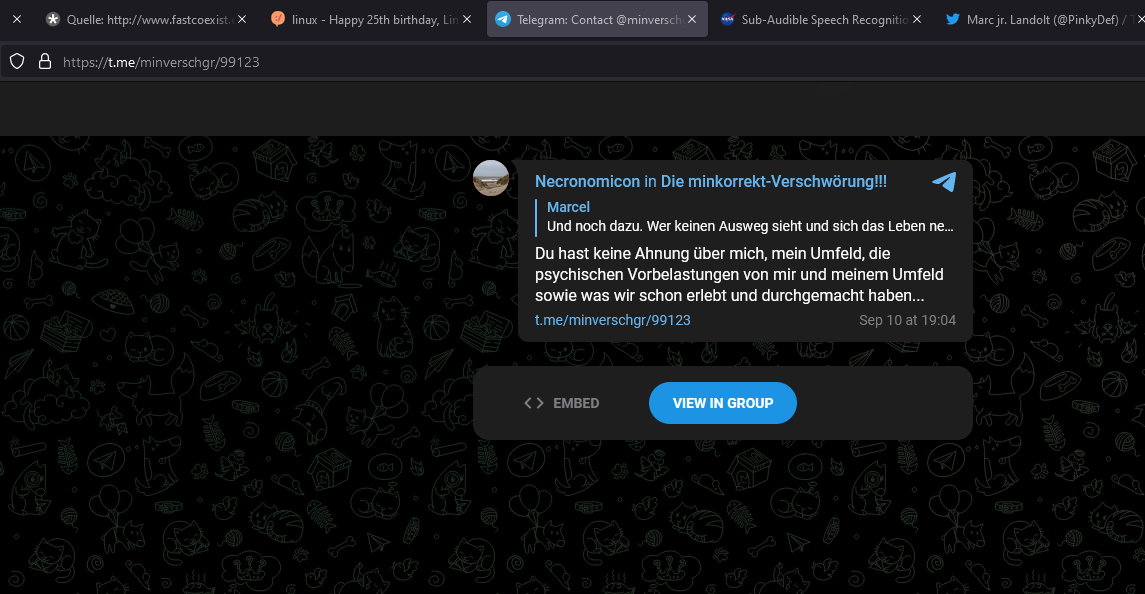 Quelle: http://www.fastcoexist.
linux - Happy 25th birthday, Lin
Telegram: Contact @minversch
Sub-Audible Speech Recognitio
Marc jr. Landolt (@PinkyDef) / T
https://t.me/minverschgr/99123
Necronomicon in Die minkorrekt-Verschwörung!!!
Marcel
Und noch dazu. Wer keinen Ausweg sieht und sich das Leben ne...
Du hast keine Ahnung über mich, mein Umfeld, die
psychischen Vorbelastungen von mir und meinem Umfeld
sowie was wir schon erlebt und durchgemacht haben...
t.me/minverschgr/99123
Sep 10 at 19:04
<> EMBED
VIEW IN GROUP